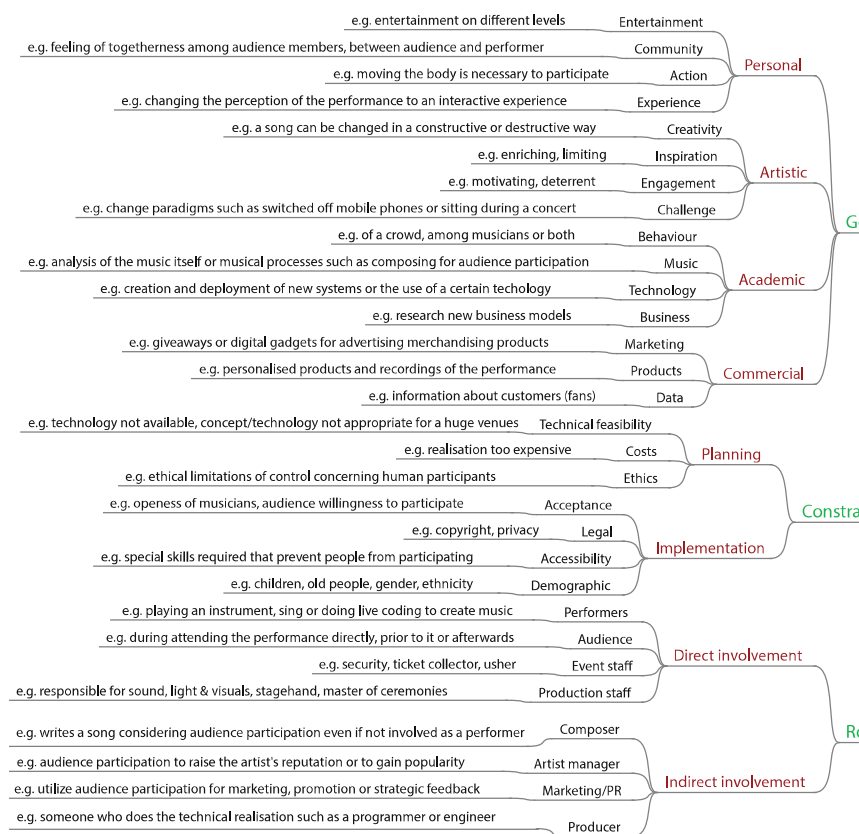 e.g. entertainment on different levels Entertainment
e.g. feeling of togetherness among audience members, between audience and performer Community
Personal
e.g. moving the body is necessary to participate Action
e.g. changing the perception of the performance to an interactive experience Experience
e.g. a song can be changed in a constructive or destructive way Creativity
e.g. enriching, limiting Inspiration
Artistic
e.g. motivating, deterrent Engagement
e.g. change paradigms such as switched off mobile phones or sitting during a concert Challenge
e.g. of a crowd, among musicians or both Behaviour
e.g. analysis of the music itself or musical processes such as composing for audience participation Music
Academic
e.g. creation and deployment of new systems or the use of a certain techology Technology
e.g. research new business models Business
e.g. giveaways or digital gadgets for advertising merchandising products Marketing
e.g. personalised products and recordings of the performance Products
Commercial
e.g. information about customers (fans) Data
e.g. technology not available, concept/technology not appropriate for a huge venues Technical feasibility
e.g. realisation too expensive Costs
Planning
e.g. ethical limitations of control concerning human participants Ethics
e.g. openess of musicians, audience willingness to participate Acceptance
Constra
e.g. copyright, privacy Legal
Implementation
e.g. special skills required that prevent people from participating Accessibility
e.g. children, old people, gender, ethnicity Demographic
e.g. playing an instrument, sing or doing live coding to create music Performers
e.g. during attending the performance directly, prior to it or afterwards Audience
Direct involvement
e.g. security, ticket collector, usher Event staff
e.g. responsible for sound, light & visuals, stagehand, master of ceremonies Production staff
e.g. writes a song considering audience participation even if not involved as a performer Composer
e.g. audience participation to raise the artist's reputation or to gain popularity Artist manager
Indirect involvement
e.g. utilize audience participation for marketing, promotion or strategic feedback Marketing/PR
e.g. someone who does the technical realisation such as a programmer or engineer Producer